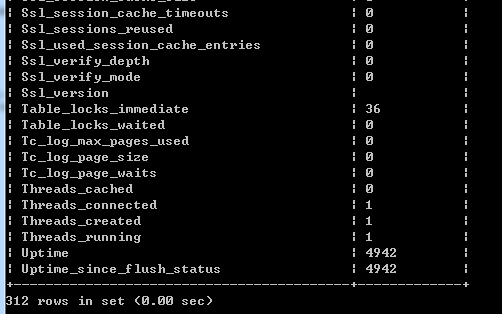 | Ssl_session_cache_timeouts | 0 |
| Ssl_sessions_reused | 0 |
| Ssl_used_session_cache_entries | 0 |
| Ssl_verify_depth | 0 |
| Ssl_verify_mode | 0 |
| Ssl_version | |
| Table_locks_immediate | 36 |
| Table_locks_waited | 0 |
| Tc_log_max_pages_used | 0 |
| Tc_log_page_size | 0 |
| Tc_log_page_waits | 0 |
| Threads_cached | 0 |
| Threads_connected | 1 |
| Threads_created | 1 |
| Threads_running | 1 |
| Uptime | 4942 |
| Uptime_since_flush_status | 4942 |
+-----------------------------------+-------------+
312 rows in set (0.00 sec)